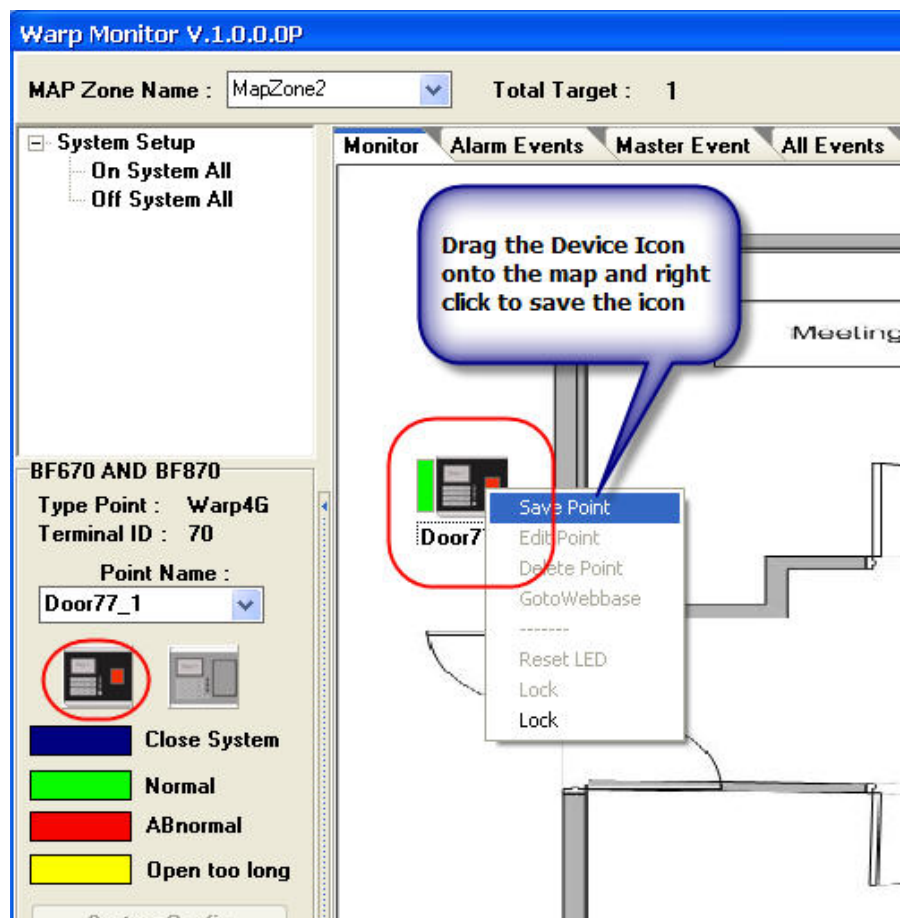 Warp Monitor V.1.0.0.0P
MAP Zone Name : MapZone2 Total Target : 1
System Setup
On System All
Off System All
Monitor Alarm Events Master Event All Events
Drag the Device Icon
onto the map and right
click to save the icon
Meeting
BF670 AND BF870
Type Point : Warp4G
Terminal ID : 70
Point Name :
Door77_1
Close System
Normal
ABnormal
Open too long
Save Point
Edit Point
Delete Point
GotoWebbase
-------
Reset LED
Lock
Lock